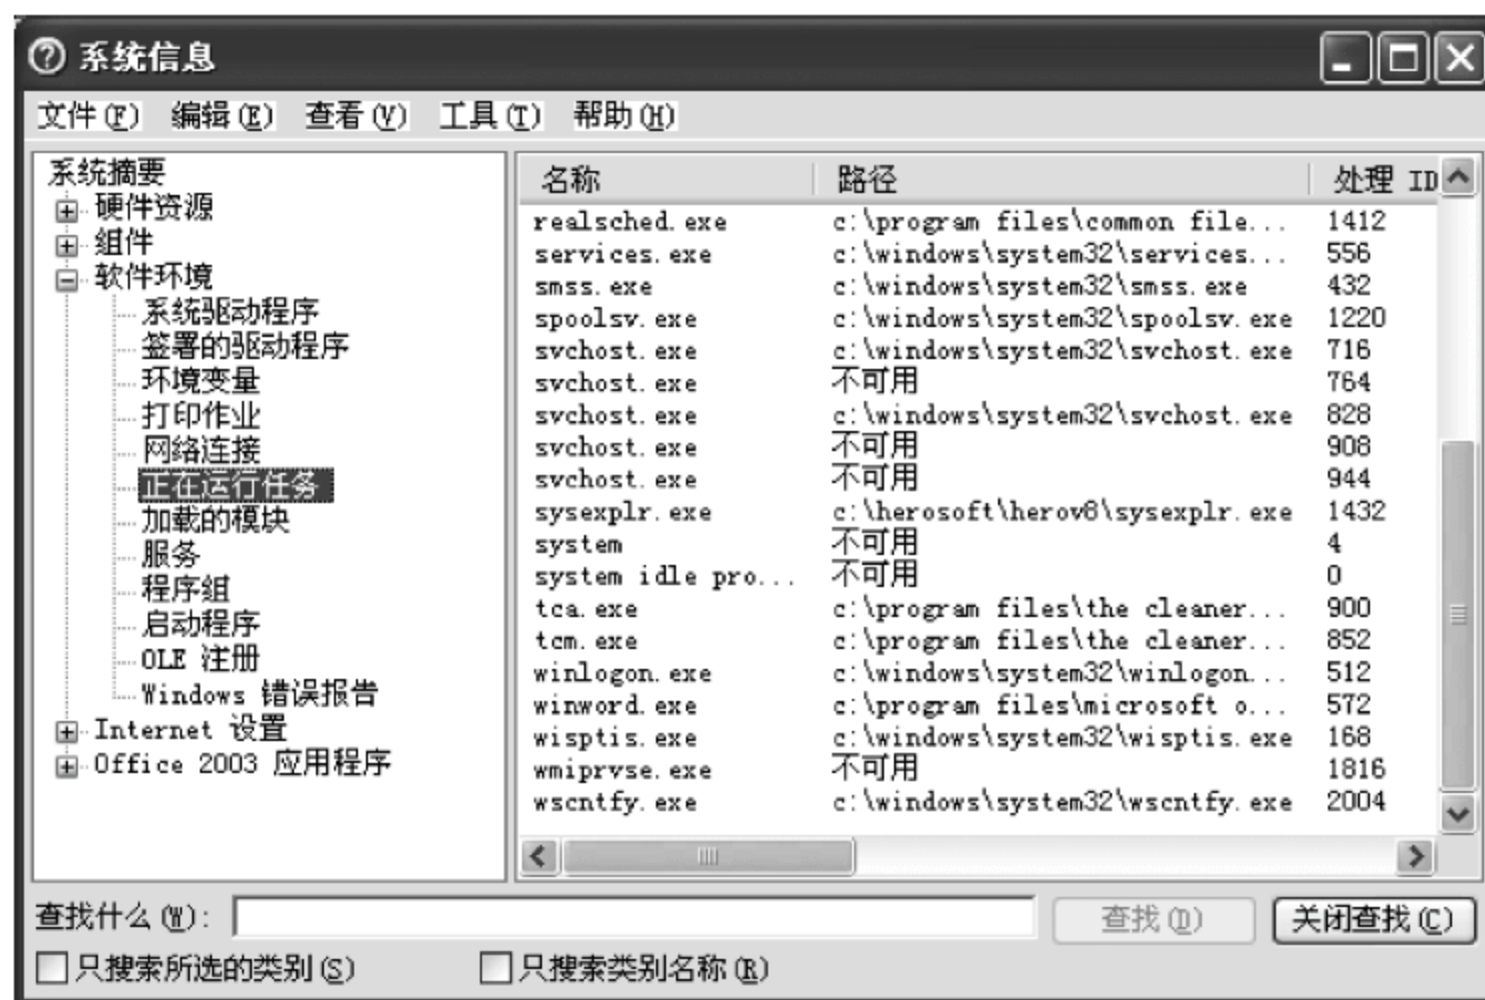 系统信息
文件(F) 编辑(E) 查看(V) 工具(T) 帮助(H)
系统摘要
硬件资源
组件
软件环境
系统驱动程序
签署的驱动程序
环境变量
打印作业
网络连接
正在运行任务
加载的模块
服务
程序组
启动程序
OLE 注册
Windows 错误报告
Internet 设置
Office 2003 应用程序
名称 路径 处理 ID
realsched.exe c:\program files\common file... 1412
services.exe c:\windows\system32\services... 556
smss.exe c:\windows\system32\smss.exe 432
spoolsv.exe c:\windows\system32\spoolsv.exe 1220
svchost.exe c:\windows\system32\svchost.exe 716
svchost.exe 不可用 764
svchost.exe c:\windows\system32\svchost.exe 828
svchost.exe 不可用 908
svchost.exe 不可用 944
sysexplr.exe c:\herosoft\herov8\sysexplr.exe 1432
system 不可用 4
system idle pro... 不可用 0
tca.exe c:\program files\the cleaner... 900
tcm.exe c:\program files\the cleaner... 852
winlogon.exe c:\windows\system32\winlogon... 512
winword.exe c:\program files\microsoft o... 572
wisptis.exe c:\windows\system32\wisptis.exe 168
wmiprvse.exe 不可用 1816
wscntfy.exe c:\windows\system32\wscntfy.exe 2004
查找什么(W): 查找(D) 关闭查找(C)
只搜索所选的类别(S) 只搜索类别名称(R)